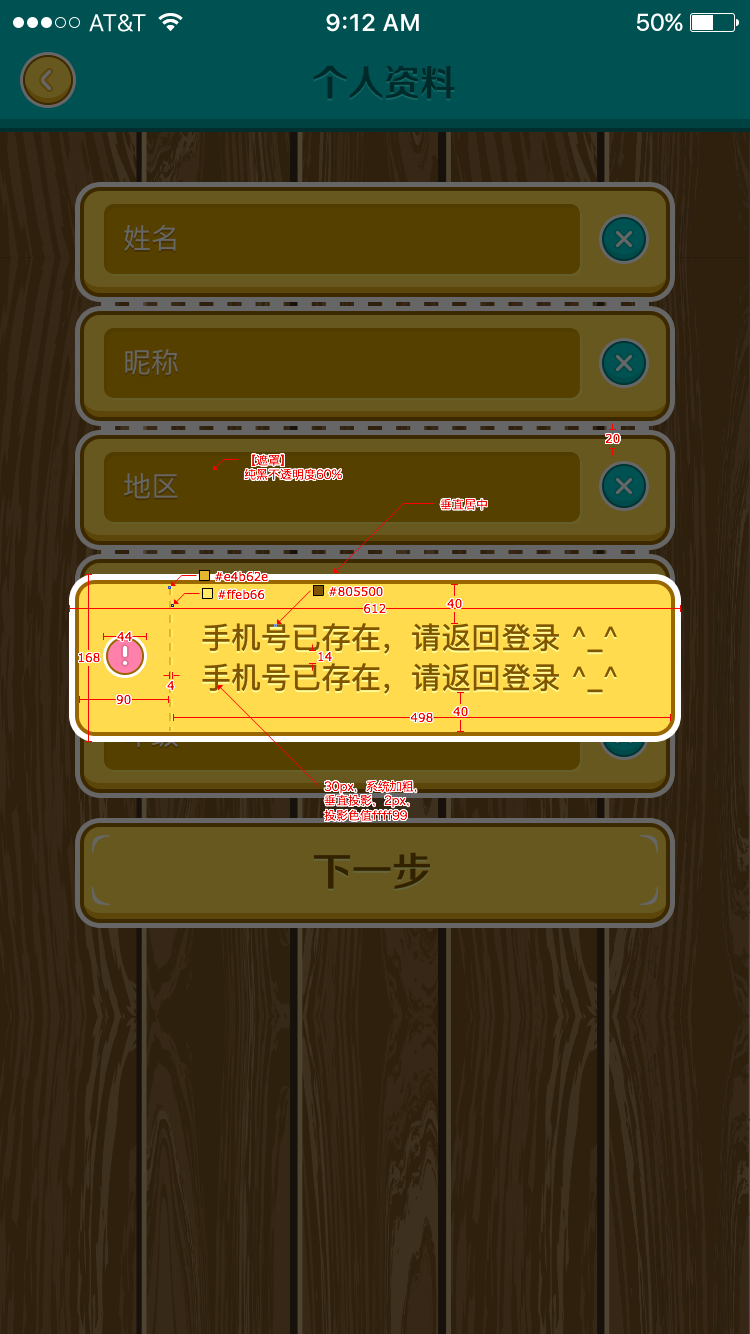 AT&T 9:12 AM 50%
个人资料
姓名
昵称
20
【遮罩】
纯黑不透明度60%
地区
垂直居中
#e4b62e
#ffeb66
#805500
612
40
44
168
手机号已存在，请返回登录 ^_^
14
手机号已存在，请返回登录 ^_^
4
90
498
40
30px，系统加粗，
垂直投影，2px，
投影色值ffff99
下一步